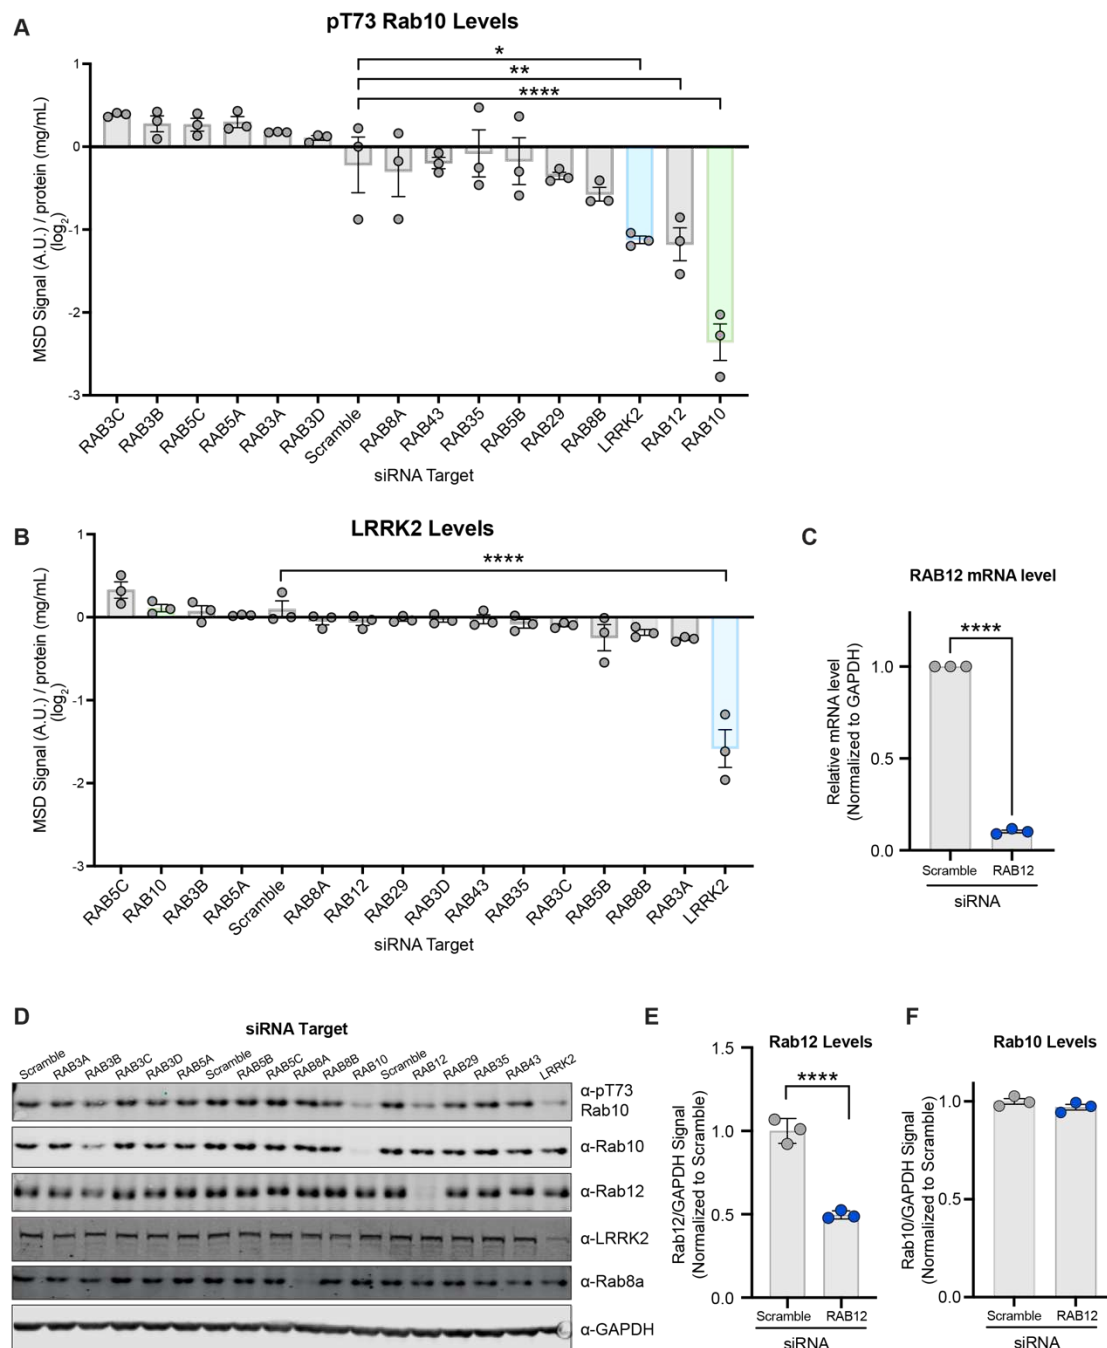 A
pT73 Rab10 Levels
*
**
****
1
0
-1
-2
-3
MSD Signal (A.U.) / protein (mg/mL)
(log2)
RAB3C
RAB3B
RAB5C
RAB5A
RAB3A
RAB3D
Scramble
RAB8A
RAB43
RAB35
RAB5B
RAB29
RAB8B
LRRK2
RAB12
RAB10
siRNA Target
B
LRRK2 Levels
****
1
0
-1
-2
-3
MSD Signal (A.U.) / protein (mg/mL)
(log2)
RAB5C
RAB10
RAB3B
RAB5A
Scramble
RAB8A
RAB12
RAB29
RAB3D
RAB43
RAB35
RAB3C
RAB5B
RAB8B
RAB3A
LRRK2
siRNA Target
C
RAB12 mRNA level
****
1.0
0.5
0.0
Relative mRNA level
(Normalized to GAPDH)
Scramble
RAB12
siRNA
D
siRNA Target
Scramble
RAB3A
RAB3B
RAB3C
RAB3D
RAB5A
Scramble
RAB5B
RAB5C
RAB8A
RAB8B
RAB10
Scramble
RAB12
RAB29
RAB35
RAB43
LRRK2
α-pT73
Rab10
α-Rab10
α-Rab12
α-LRRK2
α-Rab8a
α-GAPDH
E
Rab12 Levels
****
1.5
1.0
0.5
0.0
Rab12/GAPDH Signal
(Normalized to Scramble)
Scramble
RAB12
siRNA
F
Rab10 Levels
1.0
0.5
0.0
Rab10/GAPDH Signal
(Normalized to Scramble)
Scramble
RAB12
siRNA